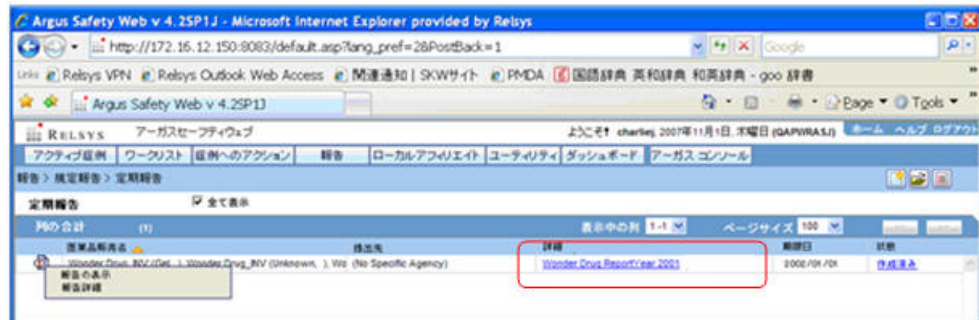 Argus Safety Web v 4.2SP1J - Microsoft Internet Explorer provided by Relsys
http://172.16.12.150:8083/default.asp?lang_pref=2&PostBack=1
Google
Links Relsys VPN Relsys Outlook Web Access 関連通知 | SKWサイト PMDA 国語辞典 英和辞典 和英辞典 - goo 辞書
Argus Safety Web v 4.2SP1J
Page Tools
RELSYS アーガスセーフティウェブ ようこそ! charliej, 2007年11月1日, 木曜日 (QAPWRASJ) ホーム ヘルプ ログアウト
アクティブ症例 ワークリスト 症例へのアクション 報告 ローカルアフィリエイト ユーティリティ ダッシュボード アーガス コンソール
報告 > 規定報告 > 定期報告
定期報告 全て表示
列の合計 (1) 表示中の列 1-1 ページサイズ 100
医薬品販売名 提出先 詳細 期限日 状態
Wonder Drug_INV (Get ), Wonder Drug_INV (Unknown, ), Wo (No Specific Agency) Wonder Drug ReportYear 2001 2002/01/01 作成済み
報告の表示
報告詳細